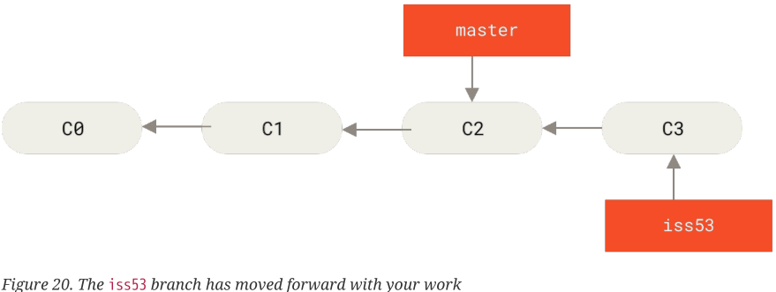 master
C0 C1 C2 C3
iss53
Figure 20. The iss53 branch has moved forward with your work